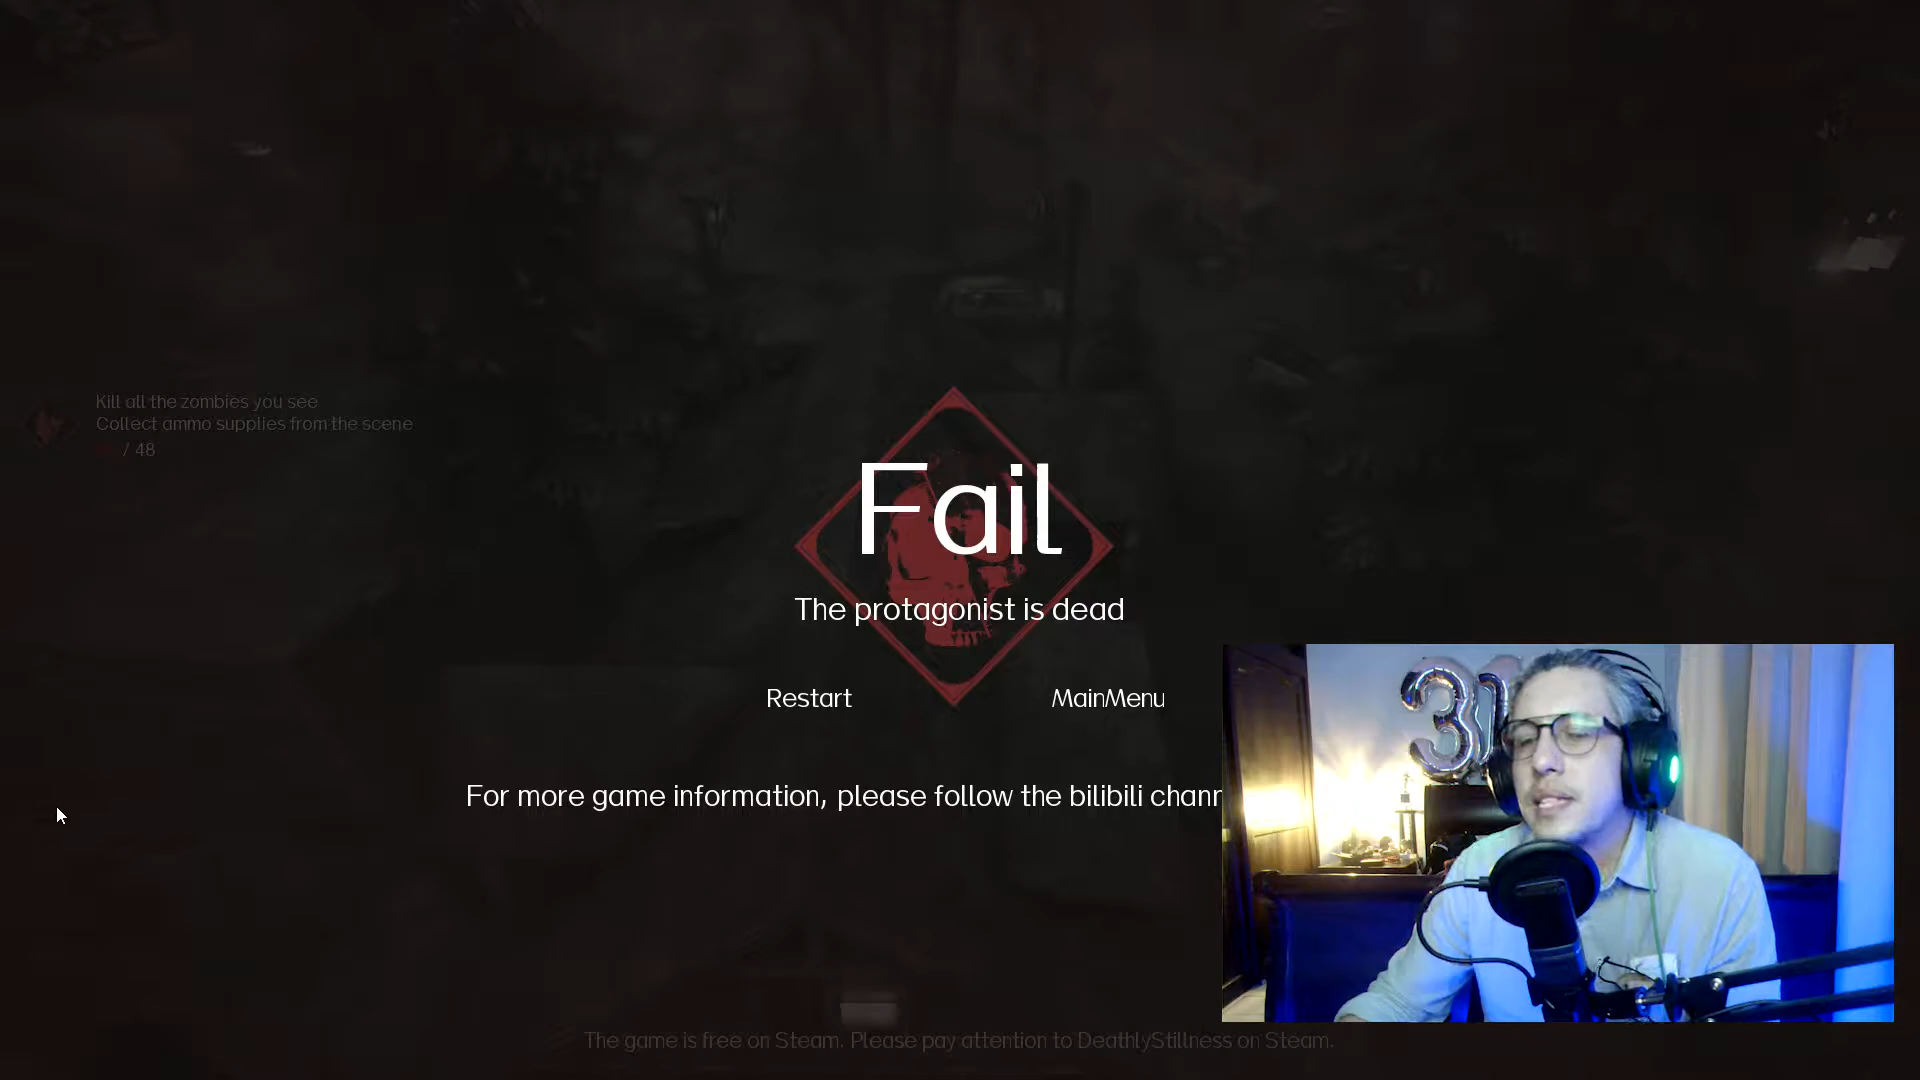 Kill all the zombies you see
Collect ammo supplies from the scene
/ 48
Fail
The protagonist is dead
Restart
MainMenu
For more game information, please follow the bilibili
31
The game is free on Steam. Please pay attention to DeathlyStillness on Steam.